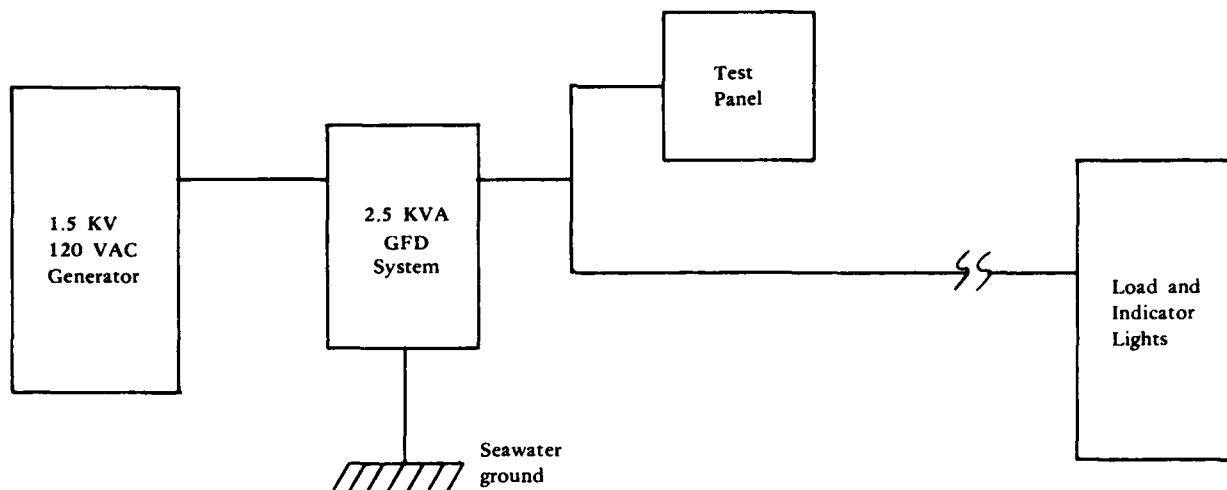 Test
Panel
1.5 KV
120 VAC
Generator
2.5 KVA
GFD
System
Load and
Indicator
Lights
Seawater
ground